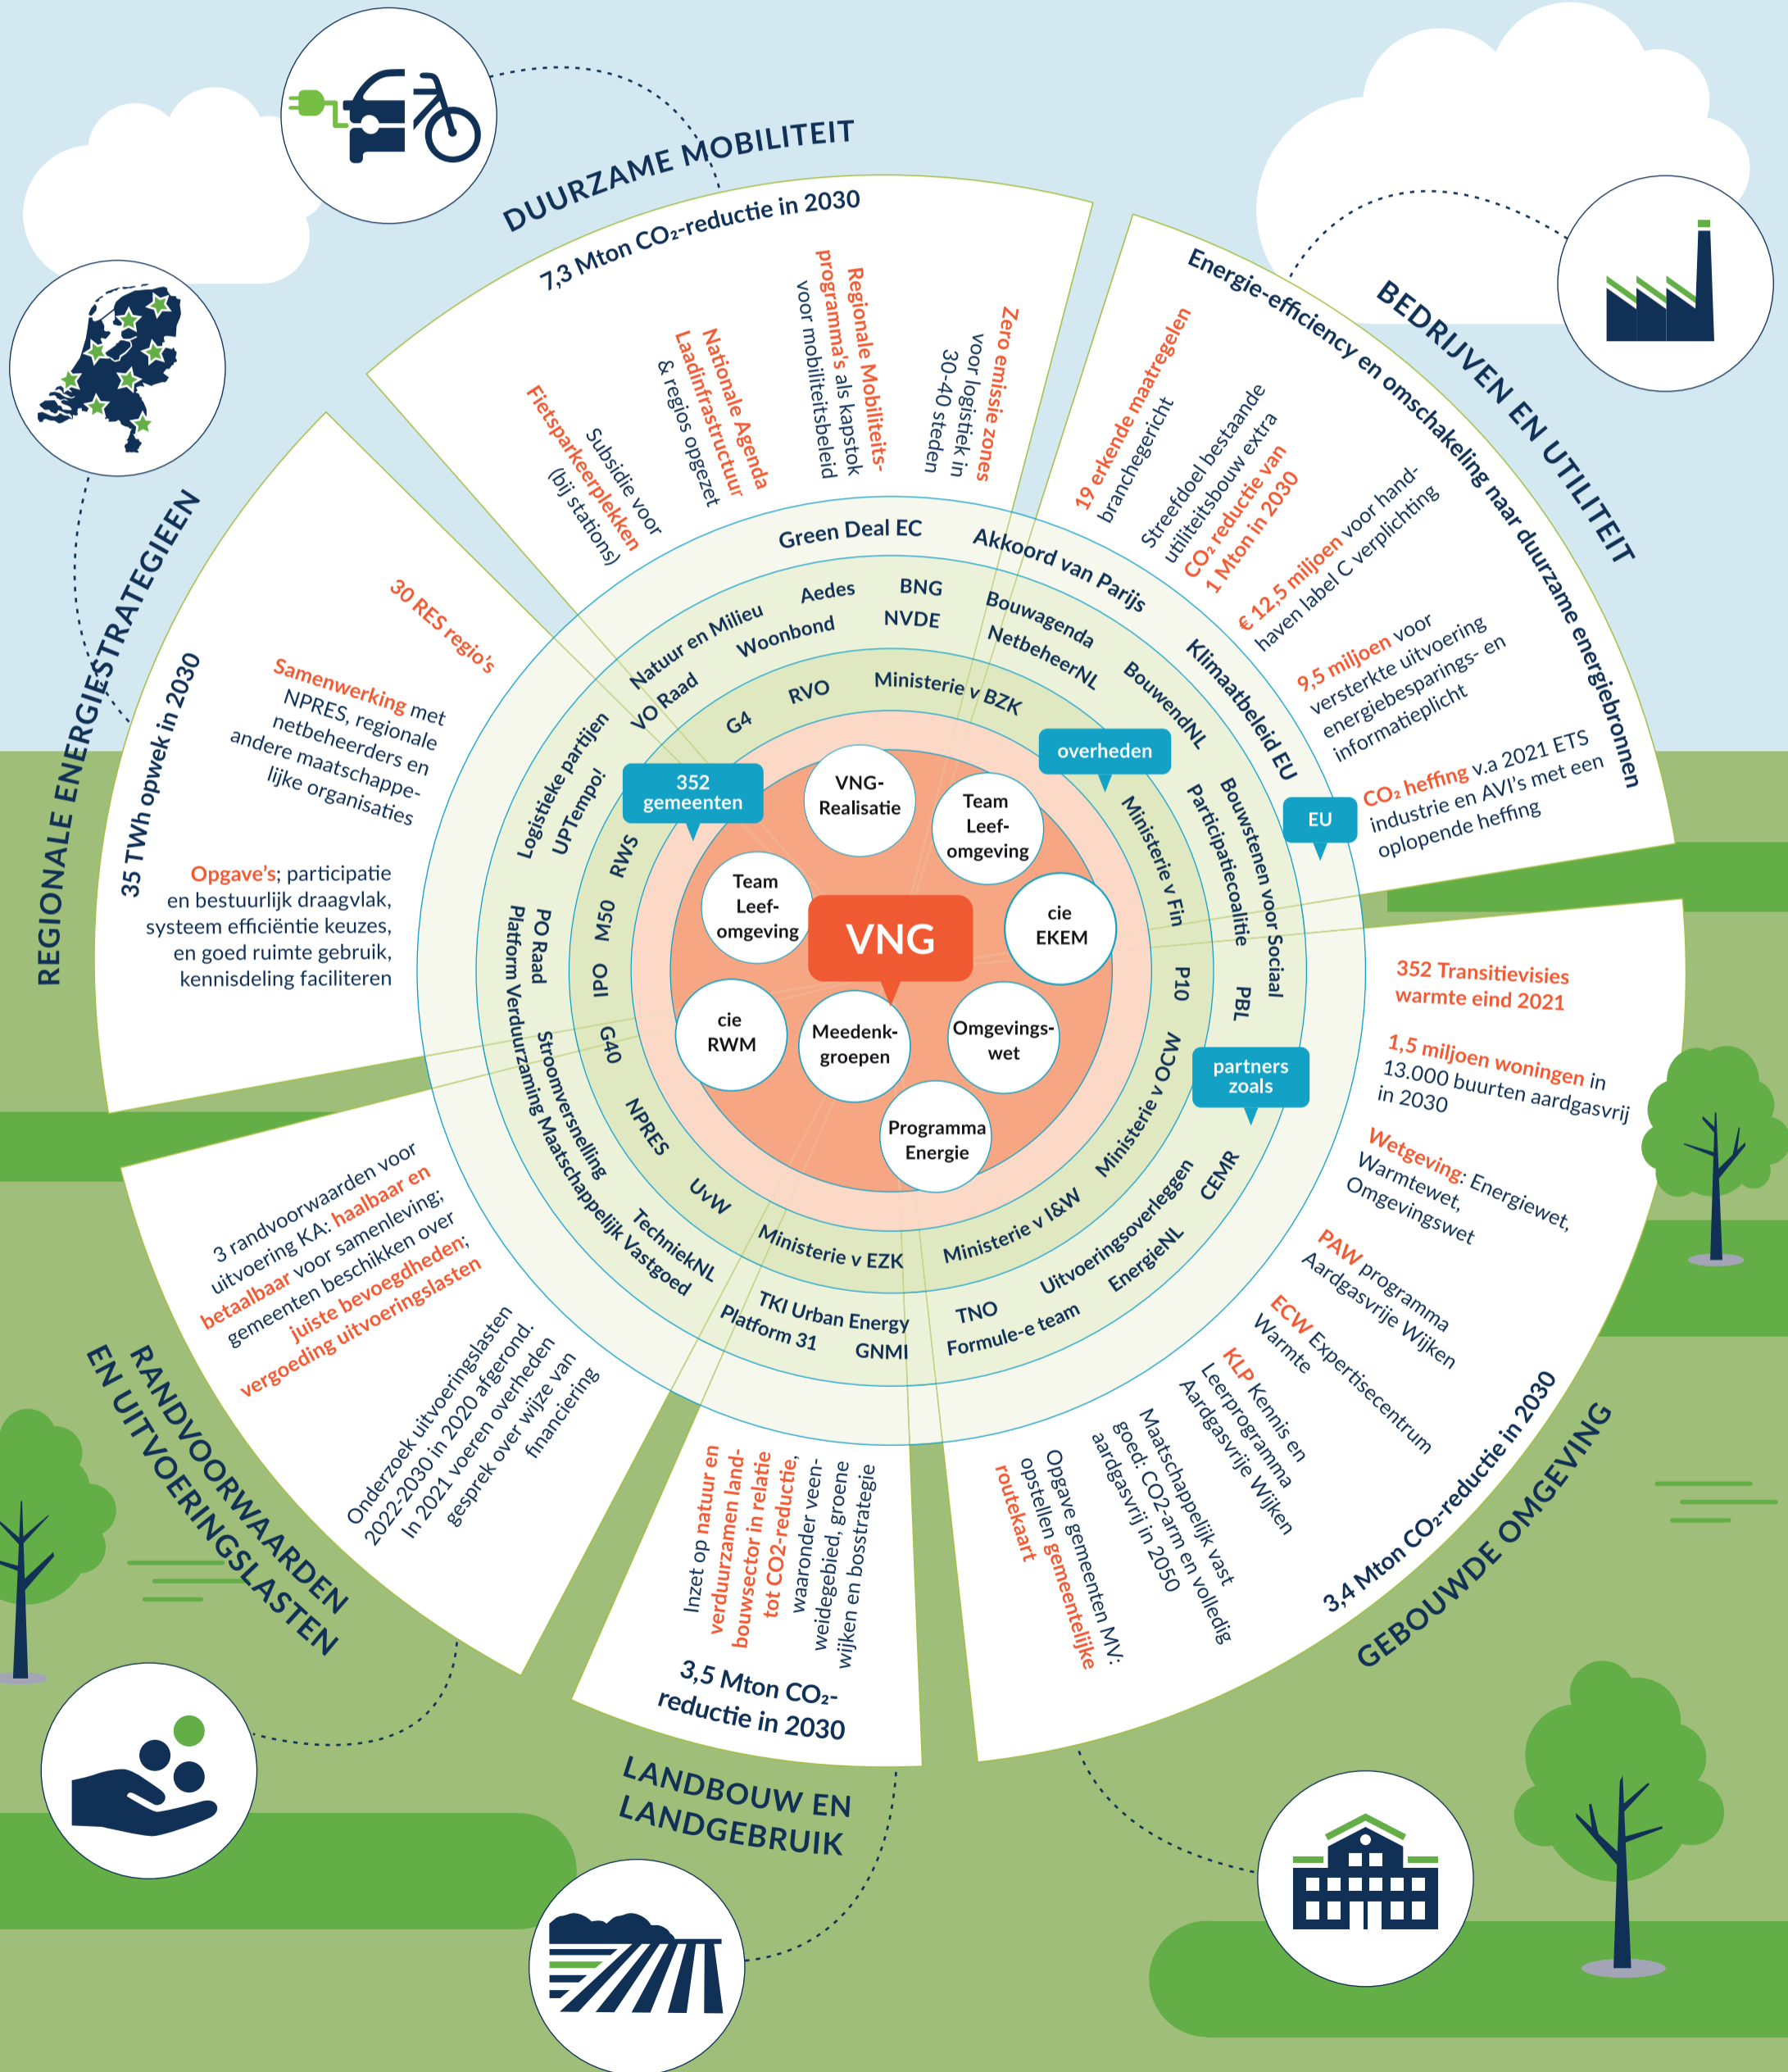 DUURZAME MOBILITEIT
7,3 Mton CO₂-reductie in 2030
Subsidie voor
Fietsparkeerplekken
(bij stations)
Nationale Agenda
Laadinfrastructuur
& regios opgezet
Regionale Mobiliteits-
programma's als kapstok
voor mobiliteitsbeleid
Zero emissie zones
voor logistiek in
30-40 steden
BEDRIJVEN EN UTILITEIT
Energie-efficiency en omschakeling naar duurzame energiebronnen
19 erkende maatregelen
branchegericht
Streefdoel bestaande
utiliteitsbouw extra
CO₂ reductie van
1 Mton in 2030
€ 12,5 miljoen voor hand-
haven label C verplichting
9,5 miljoen voor
versterkte uitvoering
energiebesparings- en
informatieplicht
CO₂ heffing v.a 2021 ETS
industrie en AVI's met een
oplopende heffing
GEBOUWDE OMGEVING
3,4 Mton CO₂-reductie in 2030
352 Transitievisies
warmte eind 2021
1,5 miljoen woningen in
13.000 buurten aardgasvrij
in 2030
Wetgeving: Energiewet,
Warmtewet,
Omgevingswet
PAW programma
Aardgasvrije Wijken
ECW Expertisecentrum
Warmte
KLP Kennis en
Leerprogramma
Aardgasvrije Wijken
Maatschappelijk vast
goed: CO2-arm en volledig
aardgasvrij in 2050
Opgave gemeenten MV:
opstellen gemeentelijke
routekaart
LANDBOUW EN
LANDGEBRUIK
3,5 Mton CO₂-
reductie in 2030
Inzet op natuur en
verduurzamen land-
bouwsector in relatie
tot CO2-reductie,
waaronder veen-
weidegebied, groene
wijken en bosstrategie
RANDVOORWAARDEN
EN UITVOERINGSLASTEN
3 randvoorwaarden voor
uitvoering KA: haalbaar en
betaalbaar voor samenleving;
gemeenten beschikken over
juiste bevoegdheden;
vergoeding uitvoeringslasten
Onderzoek uitvoeringslasten
2022-2030 in 2020 afgerond.
In 2021 voeren overheden
gesprek over wijze van
financiering
REGIONALE ENERGIESTRATEGIEEN
35 TWh opwek in 2030
30 RES regio's
Samenwerking met
NPRES, regionale
netbeheerders en
andere maatschappe-
lijke organisaties
Opgave's; participatie
en bestuurlijk draagvlak,
systeem efficiëntie keuzes,
en goed ruimte gebruik,
kennisdeling faciliteren
EU
Green Deal EC
Akkoord van Parijs
Klimaatbeleid EU
partners
zoals
Natuur en Milieu
Aedes
BNG
Bouwagenda
BouwendNL
Bouwstenen voor Sociaal
VO Raad
Woonbond
NVDE
NetbeheerNL
Participatiecoalitie
PBL
CEMR
Uitvoeringsoverleggen
EnergieNL
TNO
Formule-e team
TKI Urban Energy
GNMI
Platform 31
TechniekNL
Stroomversnelling
Platform Verduurzaming Maatschappelijk Vastgoed
PO Raad
UPTempo!
Logistieke partijen
overheden
G4
RVO
Ministerie v BZK
Ministerie v Fin
P10
Ministerie v OCW
Ministerie v I&W
Ministerie v EZK
UvW
NPRES
G40
OdI
M50
RWS
352
gemeenten
VNG
VNG-
Realisatie
Team
Leef-
omgeving
cie
EKEM
Omgevings-
wet
Programma
Energie
Meedenk-
groepen
cie
RWM
Team
Leef-
omgeving